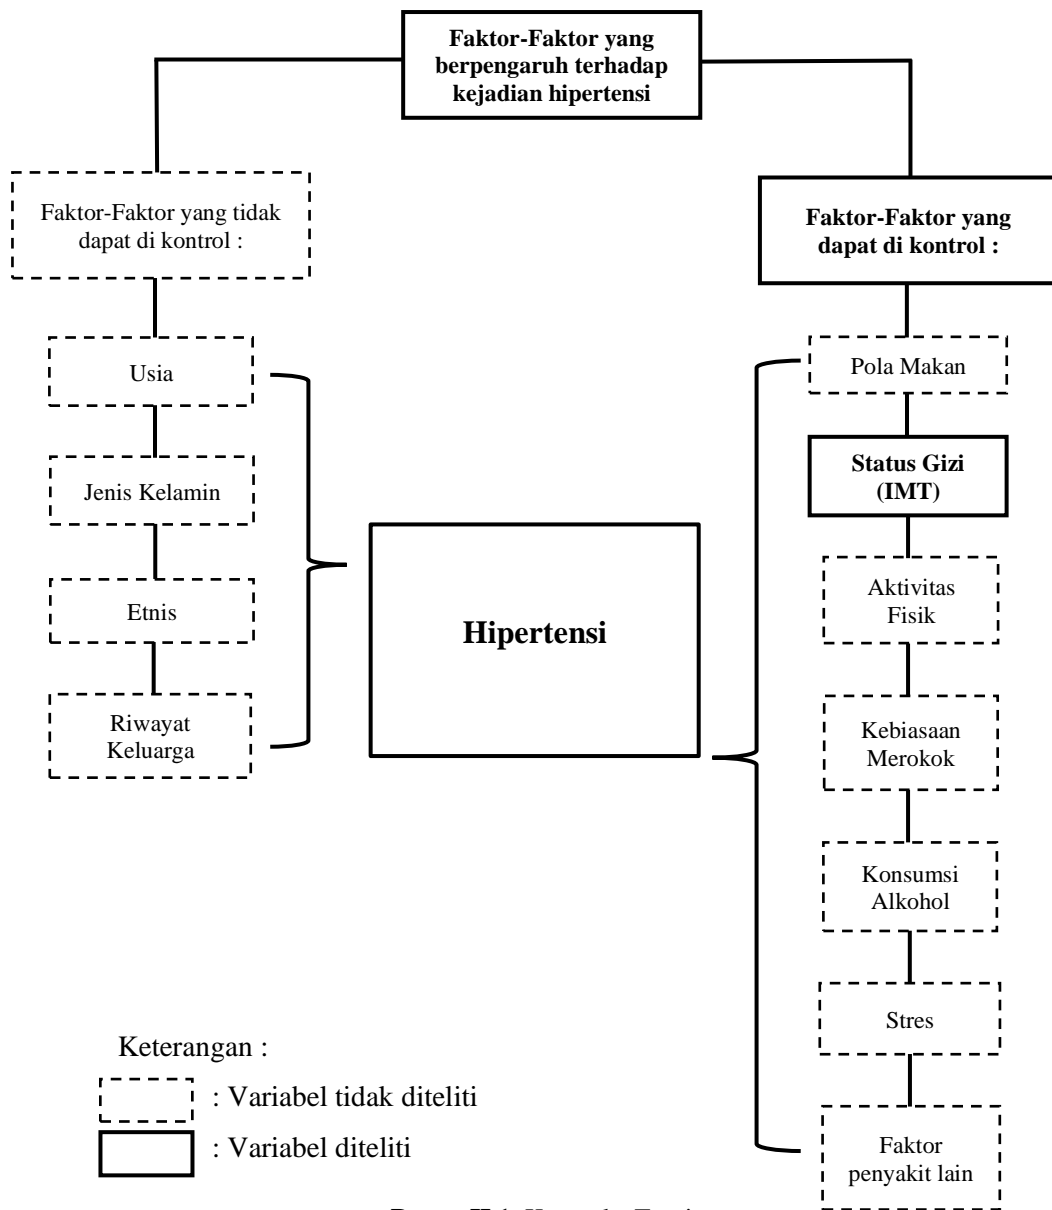 Faktor-Faktor yang
berpengaruh terhadap
kejadian hipertensi
Faktor-Faktor yang tidak
dapat di kontrol :
Usia
Jenis Kelamin
Etnis
Riwayat
Keluarga
Hipertensi
Faktor-Faktor yang
dapat di kontrol :
Pola Makan
Status Gizi
(IMT)
Aktivitas
Fisik
Kebiasaan
Merokok
Konsumsi
Alkohol
Stres
Faktor
penyakit lain
Keterangan :
: Variabel tidak diteliti
: Variabel diteliti